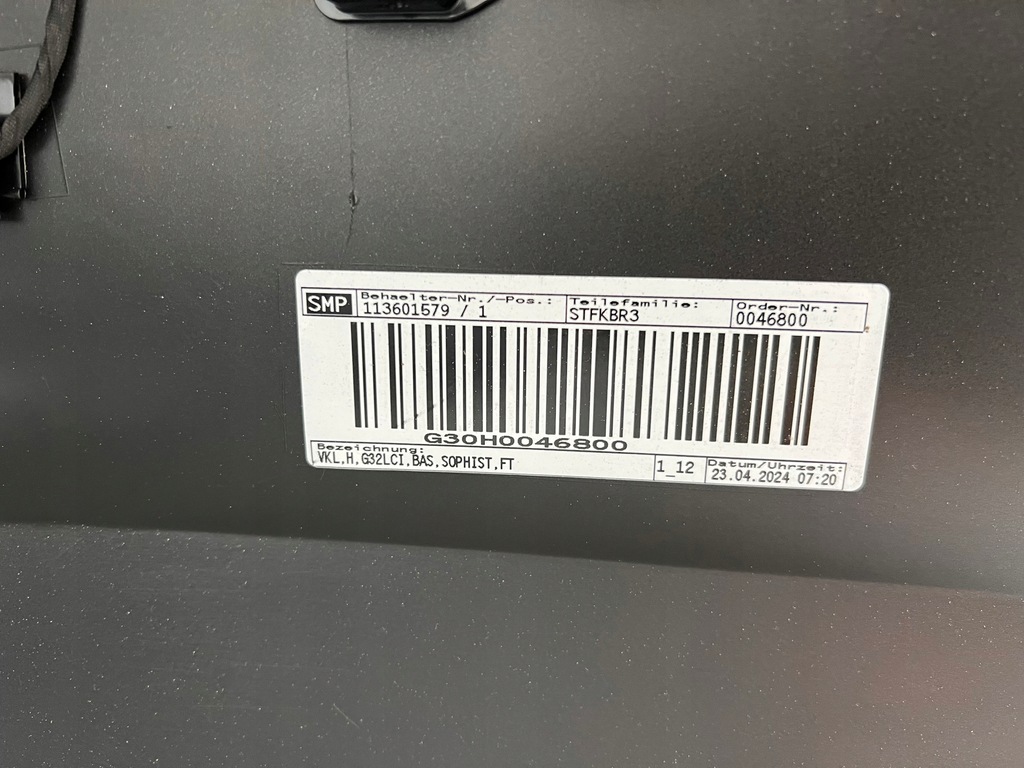 SMP
Behaelter-Nr./-Pos.: Teilefamilie: Order-Nr.:
113601579 / 1 STFKBR3 0046800
G30H0046800
Bezeichnung: Datum/Uhrzeit:
VKL,H,G32LCI,BAS,SOPHIST,FT 1_12 23.04.2024 07:20